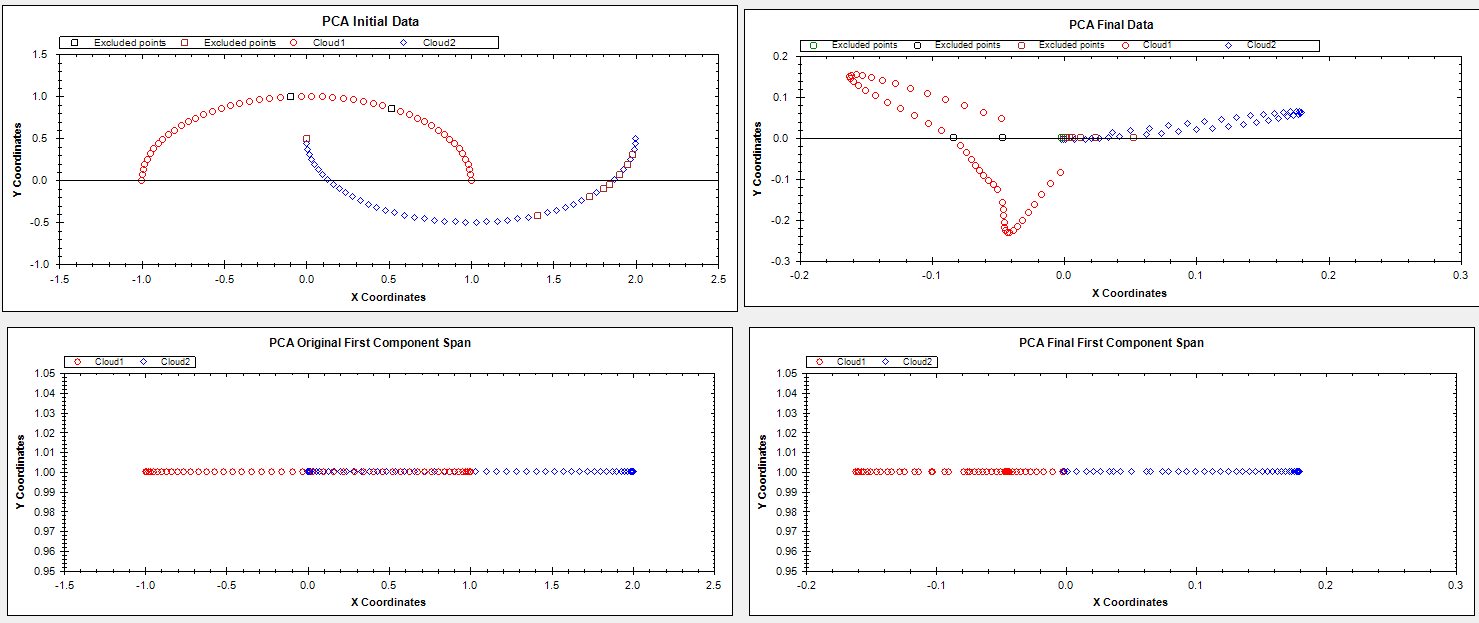 PCA Initial Data
Excluded points Excluded points Cloud1 Cloud2
1.5
1.0
0.5
0.0
-0.5
-1.0
Y Coordinates
-1.5 -1.0 -0.5 0.0 0.5 1.0 1.5 2.0 2.5
X Coordinates
PCA Final Data
Excluded points Excluded points Excluded points Cloud1 Cloud2
0.2
0.1
0.0
-0.1
-0.2
-0.3
Y Coordinates
-0.2 -0.1 0.0 0.1 0.2 0.3
X Coordinates
PCA Original First Component Span
Cloud1 Cloud2
1.05
1.04
1.03
1.02
1.01
1.00
0.99
0.98
0.97
0.96
0.95
Y Coordinates
-1.5 -1.0 -0.5 0.0 0.5 1.0 1.5 2.0 2.5
X Coordinates
PCA Final First Component Span
Cloud1 Cloud2
1.05
1.04
1.03
1.02
1.01
1.00
0.99
0.98
0.97
0.96
0.95
Y Coordinates
-0.2 -0.1 0.0 0.1 0.2 0.3
X Coordinates